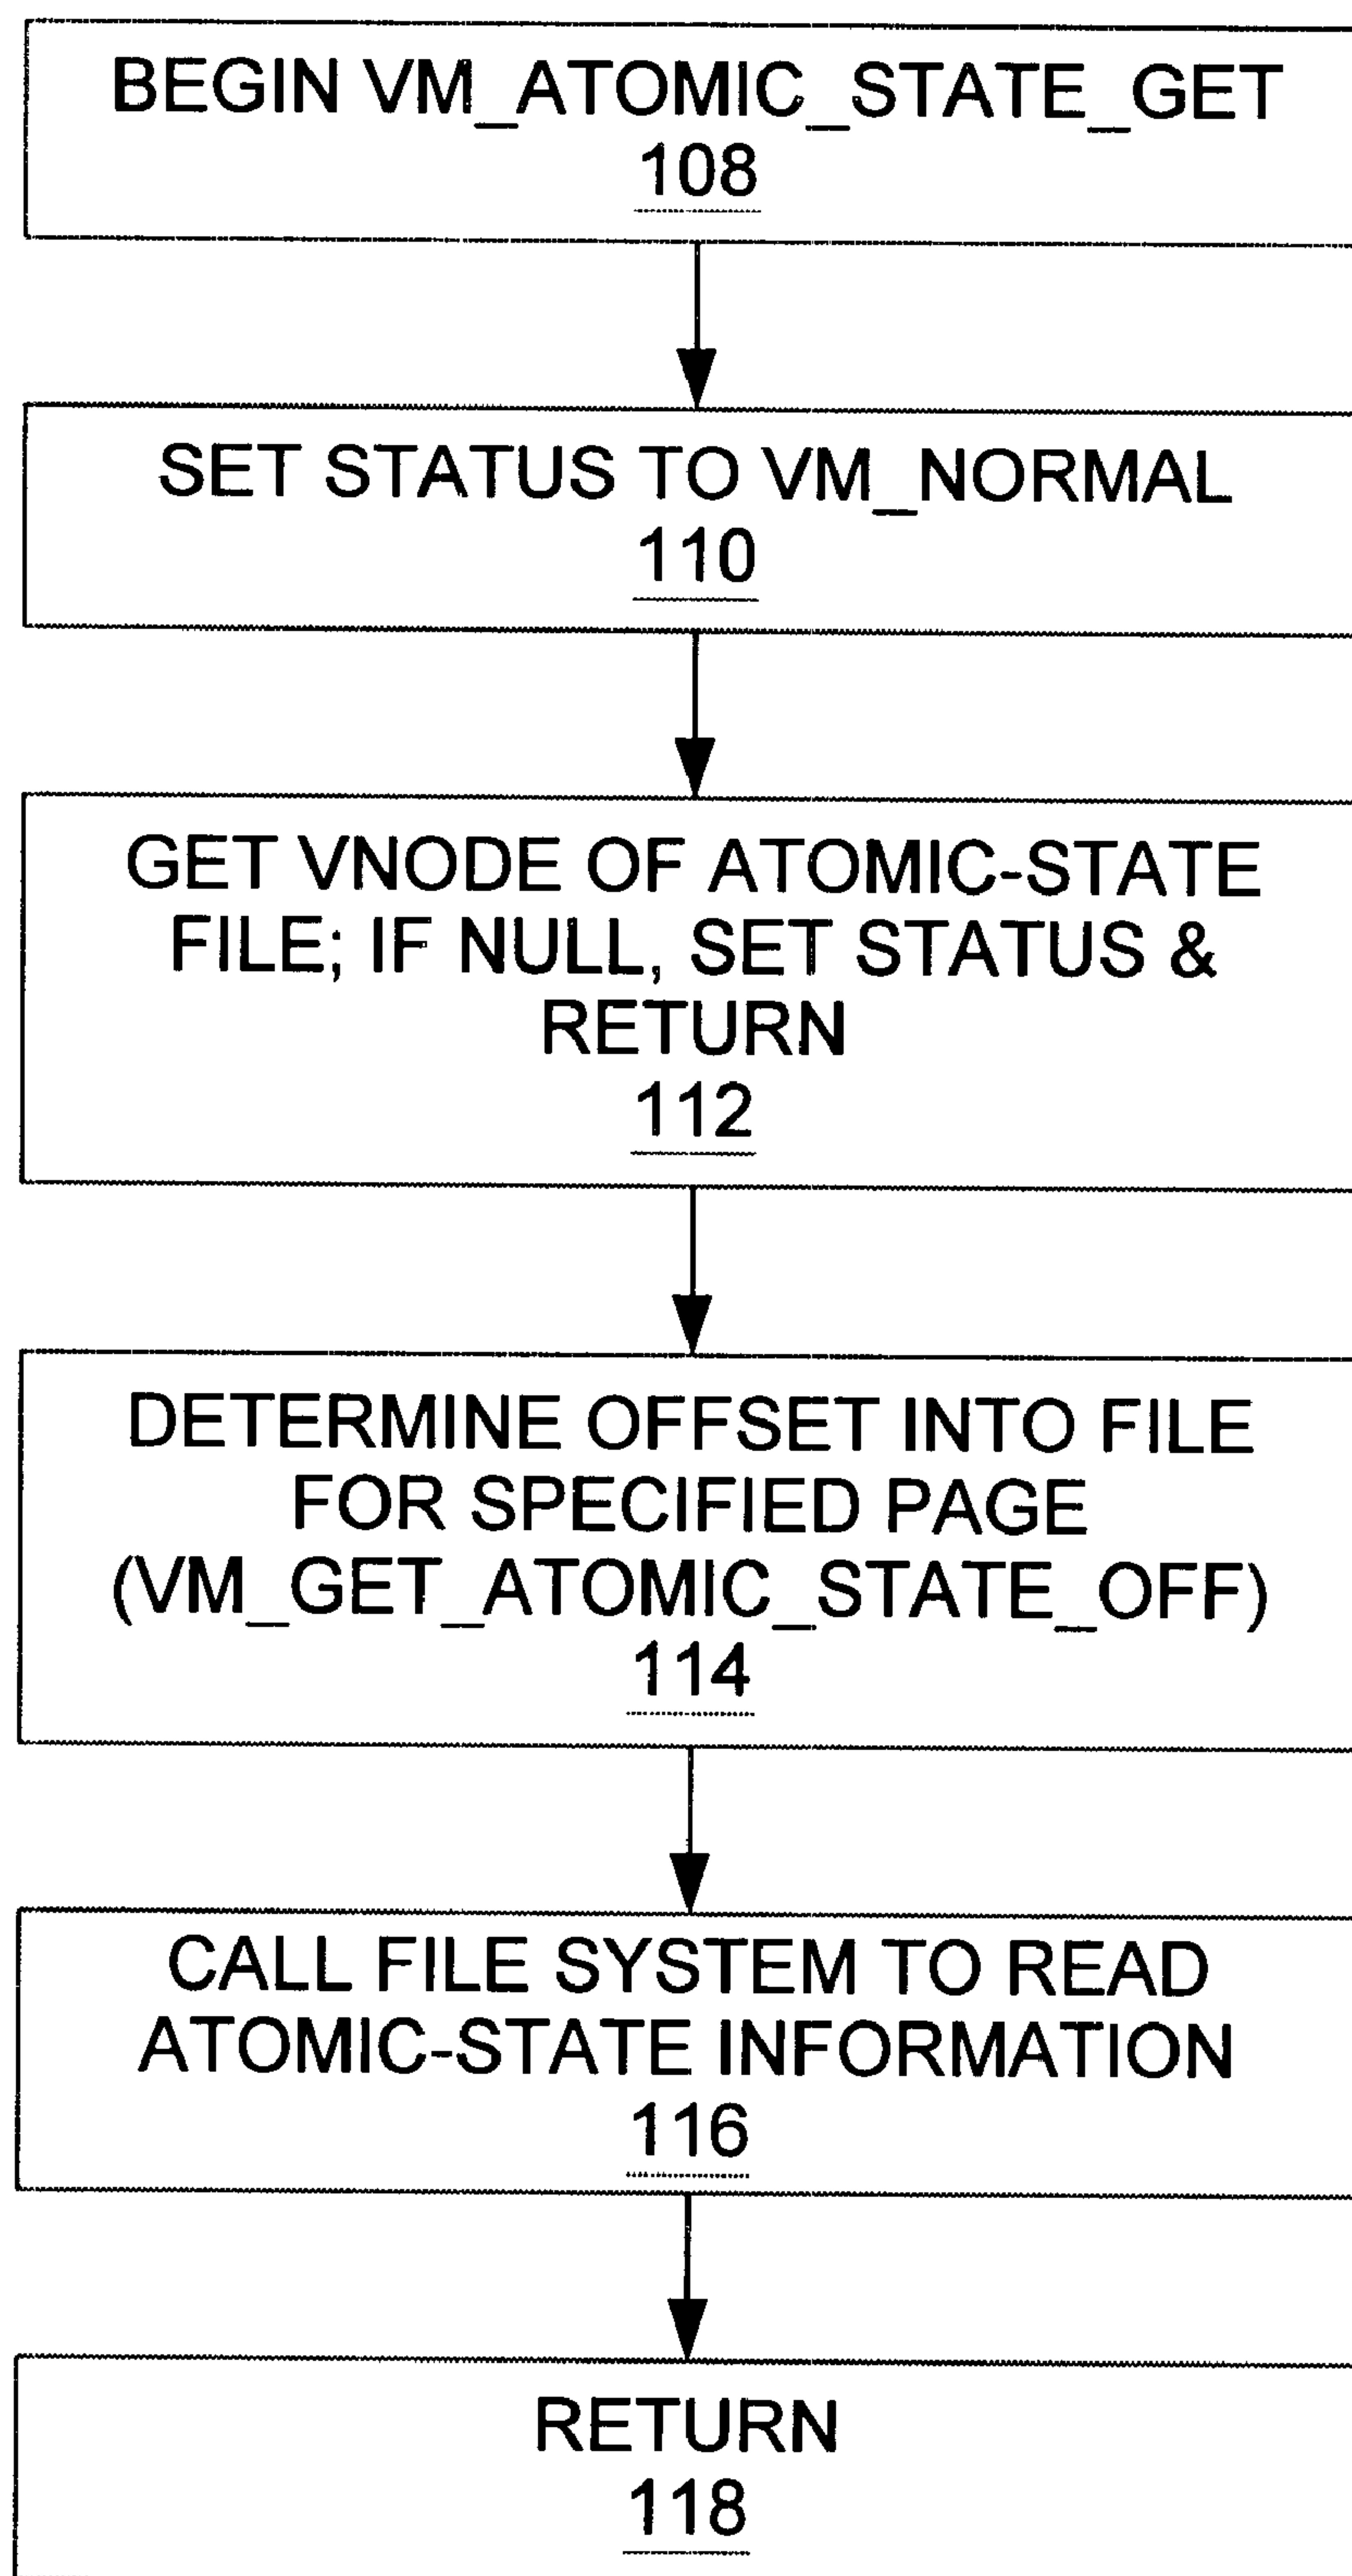 BEGIN VM_ATOMIC_STATE_GET
108
SET STATUS TO VM_NORMAL
110
GET VNODE OF ATOMIC-STATE
FILE; IF NULL, SET STATUS &
RETURN
112
DETERMINE OFFSET INTO FILE
FOR SPECIFIED PAGE
(VM_GET_ATOMIC_STATE_OFF)
114
CALL FILE SYSTEM TO READ
ATOMIC-STATE INFORMATION
116
RETURN
118